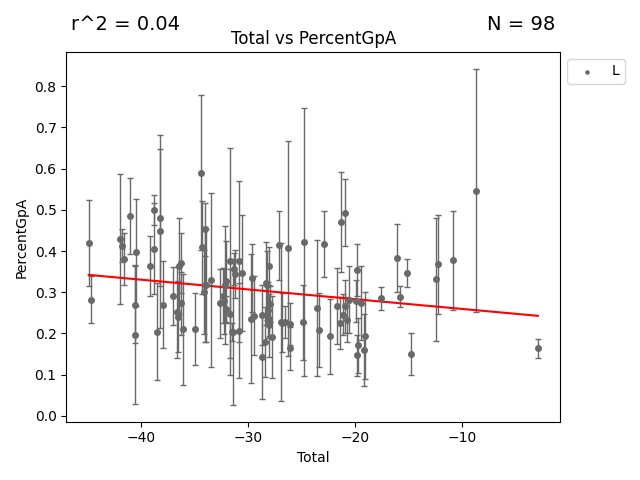 r^2 = 0.04
N = 98
Total vs PercentGpA
L
PercentGpA
0.8
0.7
0.6
0.5
0.4
0.3
0.2
0.1
0.0
−40
−30
−20
−10
Total